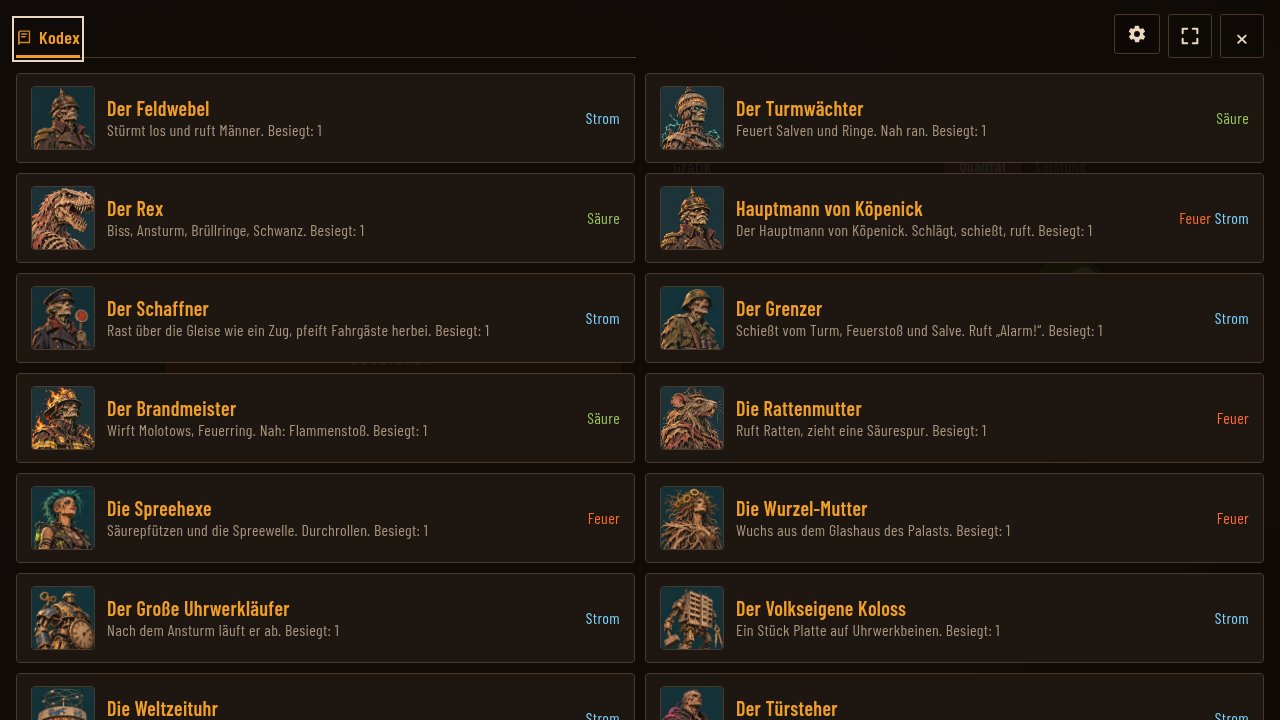 Kodex
Der Feldwebel
Stürmt los und ruft Männer. Besiegt: 1
Strom
Der Turmwächter
Feuert Salven und Ringe. Nah ran. Besiegt: 1
Säure
Grafik
Qualität
Leistung
Der Rex
Biss, Ansturm, Brüllringe, Schwanz. Besiegt: 1
Säure
Hauptmann von Köpenick
Der Hauptmann von Köpenick. Schlägt, schießt, ruft. Besiegt: 1
Feuer Strom
Der Schaffner
Rast über die Gleise wie ein Zug, pfeift Fahrgäste herbei. Besiegt: 1
Strom
Der Grenzer
Schießt vom Turm, Feuerstoß und Salve. Ruft „Alarm!“. Besiegt: 1
Strom
Der Brandmeister
Wirft Molotows, Feuerring. Nah: Flammenstoß. Besiegt: 1
Säure
Die Rattenmutter
Ruft Ratten, zieht eine Säurespur. Besiegt: 1
Feuer
Die Spreehexe
Säurepfützen und die Spreewelle. Durchrollen. Besiegt: 1
Feuer
Die Wurzel-Mutter
Wuchs aus dem Glashaus des Palasts. Besiegt: 1
Feuer
Der Große Uhrwerkläufer
Nach dem Ansturm läuft er ab. Besiegt: 1
Strom
Der Volkseigene Koloss
Ein Stück Platte auf Uhrwerkbeinen. Besiegt: 1
Strom
Die Weltzeituhr
Strom
Der Türsteher
Strom